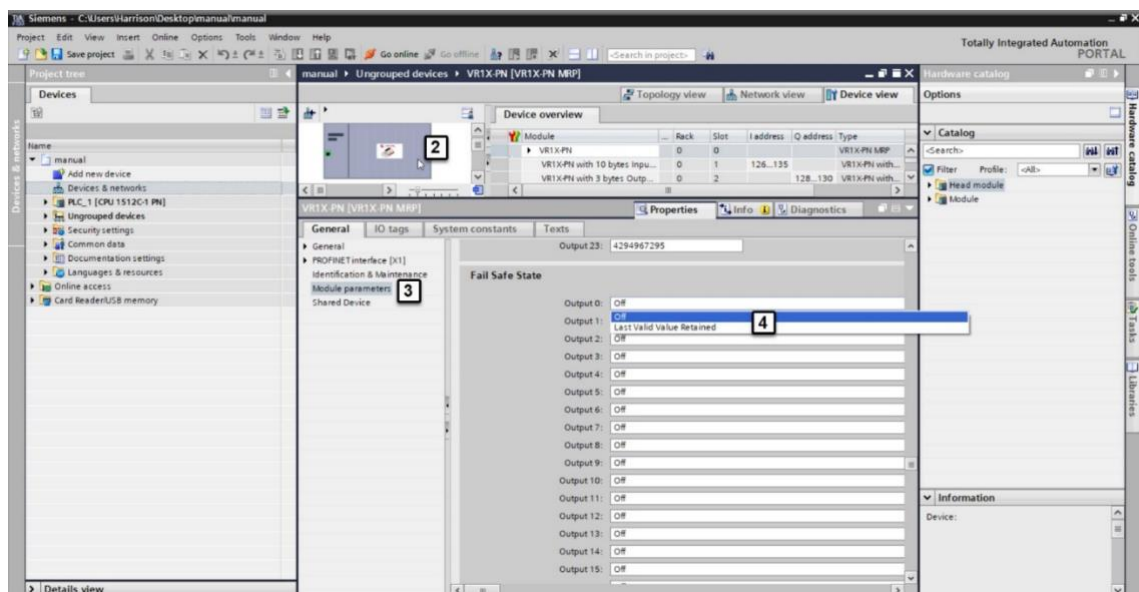 Siemens - C:\Users\Harrison\Desktop\manual\manual
Project Edit View Insert Online Options Tools Window Help
Totally Integrated Automation
PORTAL
Save project
Go online
Go offline
<Search in project>
Project tree
Devices
Name
manual
Add new device
Devices & networks
PLC_1 [CPU 1512C-1 PN]
Ungrouped devices
Security settings
Common data
Documentation settings
Languages & resources
Online access
Card Reader/USB memory
Details view
Devices & networks
manual ▸ Ungrouped devices ▸ VR1X-PN [VR1X-PN MRP]
Topology view
Network view
Device view
2
Device overview
Module ... Rack Slot I address Q address Type
VR1X-PN 0 0 VR1X-PN MRP
VR1X-PN with 10 bytes Inpu... 0 1 126...135 VR1X-PN with...
VR1X-PN with 3 bytes Outp... 0 2 128...130 VR1X-PN with...
VR1X-PN [VR1X-PN MRP]
Properties
Info
Diagnostics
General IO tags System constants Texts
General
PROFINET interface [X1]
Identification & Maintenance
Module parameters
3
Shared Device
Output 23: 4294967295
Fail Safe State
Output 0: Off
Output 1: Off
Last Valid Value Retained
4
Output 2: Off
Output 3: Off
Output 4: Off
Output 5: Off
Output 6: Off
Output 7: Off
Output 8: Off
Output 9: Off
Output 10: Off
Output 11: Off
Output 12: Off
Output 13: Off
Output 14: Off
Output 15: Off
Hardware catalog
Options
Catalog
<Search>
Filter Profile: <All>
Head module
Module
Information
Device:
Hardware catalog
Online tools
Tasks
Libraries